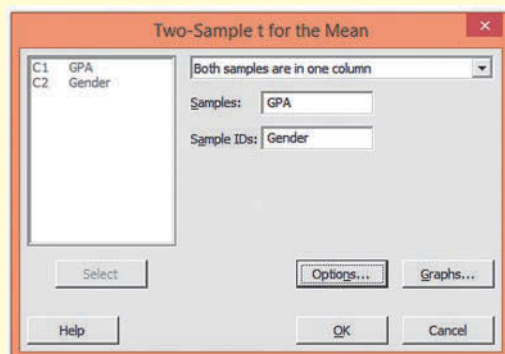 Two-Sample t for the Mean
×
C1 GPA
C2 Gender
Both samples are in one column
Samples: GPA
Sample IDs: Gender
Select
Options...
Graphs...
Help
OK
Cancel